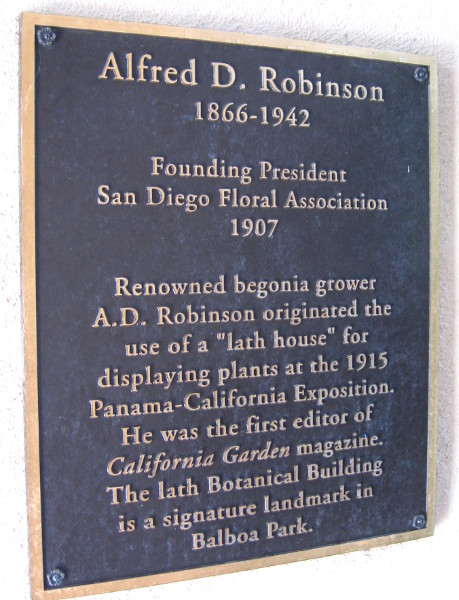 Alfred D. Robinson
1866-1942
Founding President
San Diego Floral Association
1907
Renowned begonia grower
A.D. Robinson originated the
use of a "lath house" for
displaying plants at the 1915
Panama-California Exposition.
He was the first editor of
California Garden magazine.
The lath Botanical Building
is a signature landmark in
Balboa Park.